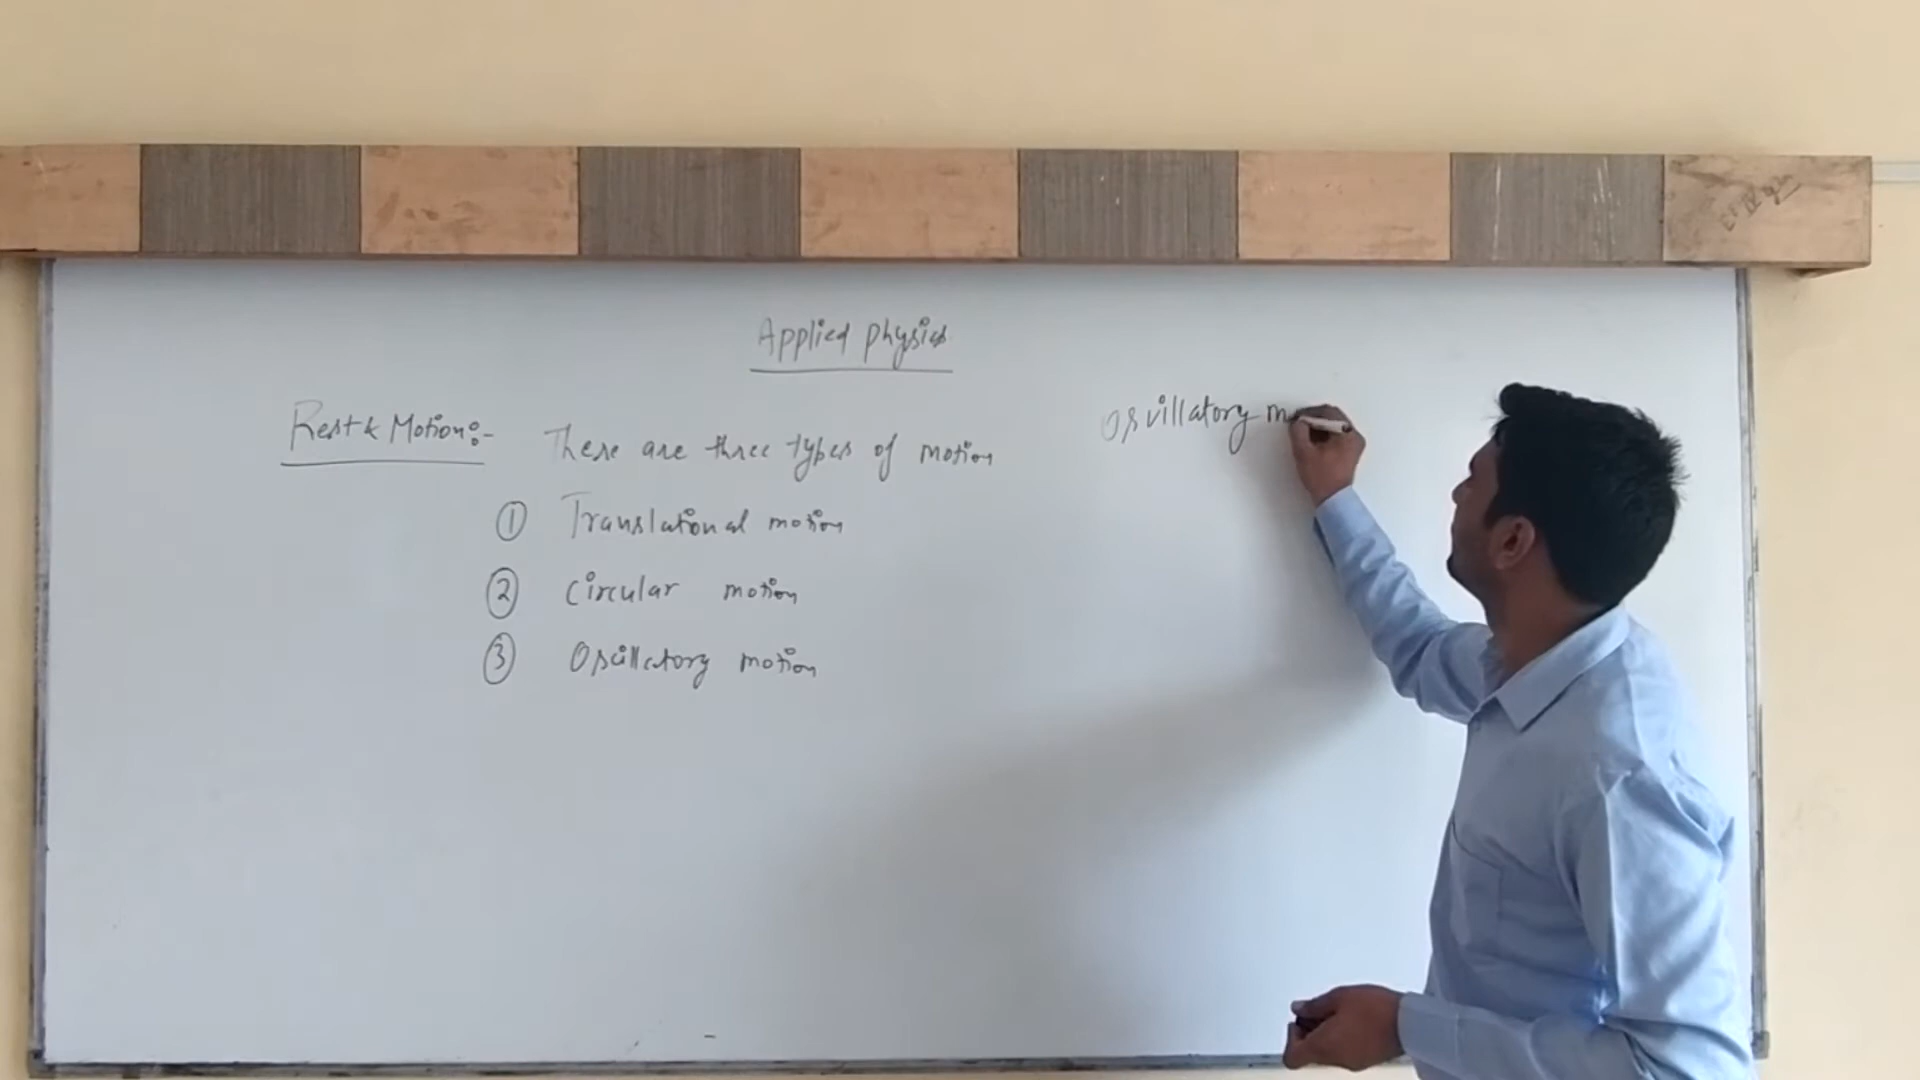 Applied Physics
Rest & Motion:-
There are three types of motion
① Translational motion
② Circular motion
③ Oscillatory motion
Oscillatory mo